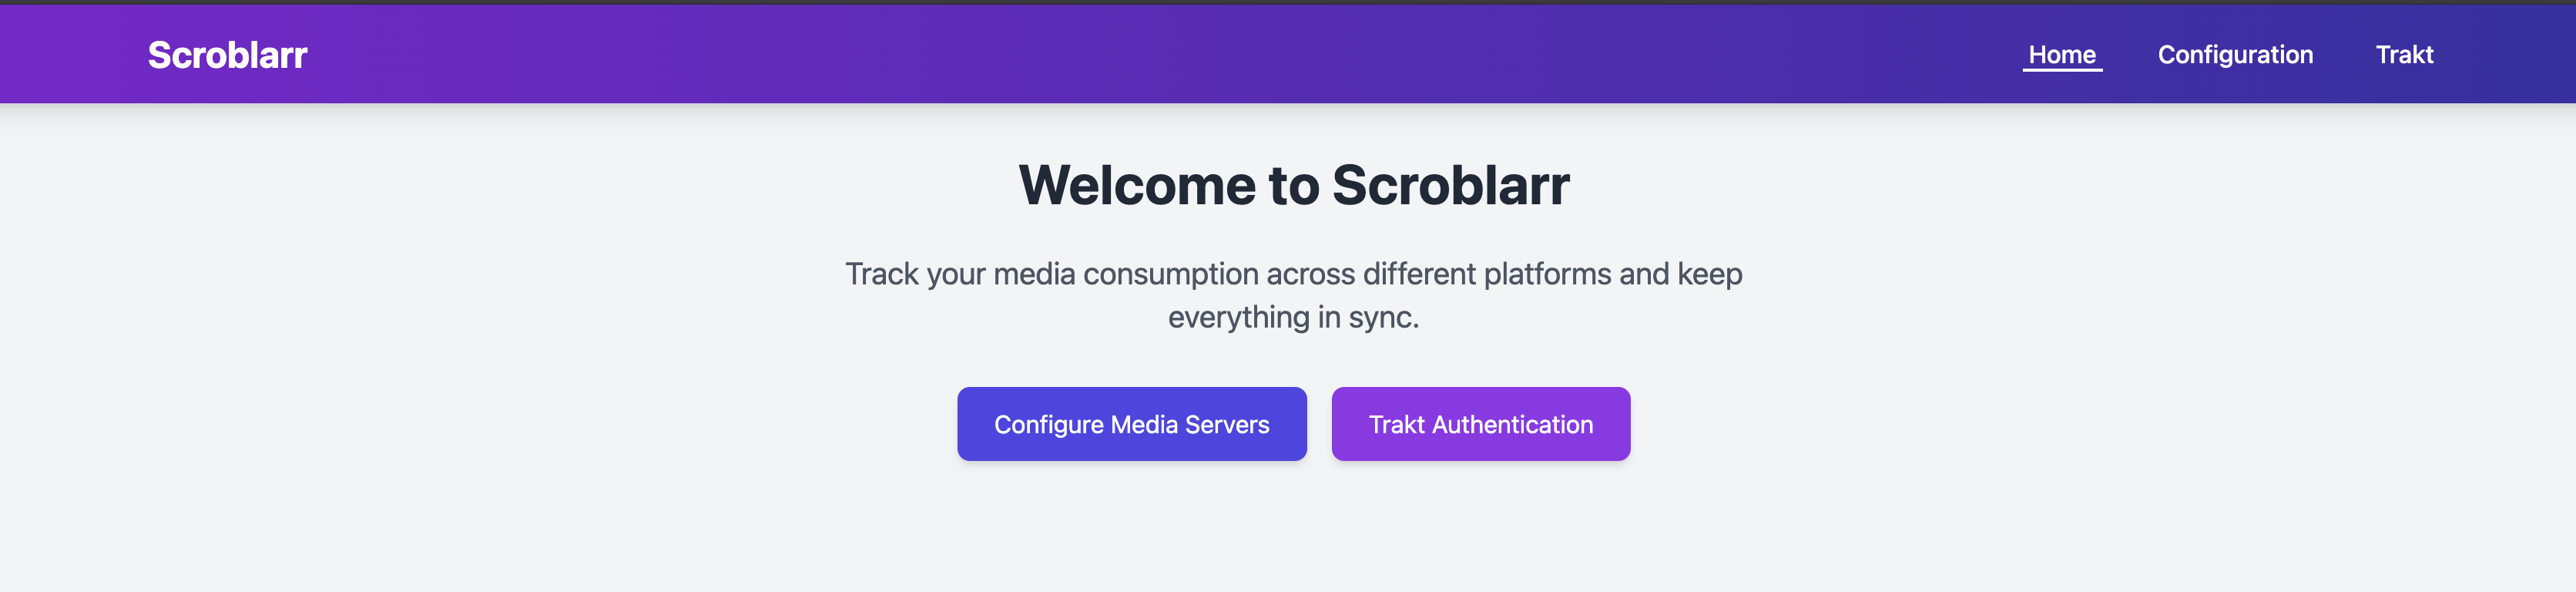 Scroblarr
Home
Configuration
Trakt
Welcome to Scroblarr
Track your media consumption across different platforms and keep
everything in sync.
Configure Media Servers
Trakt Authentication